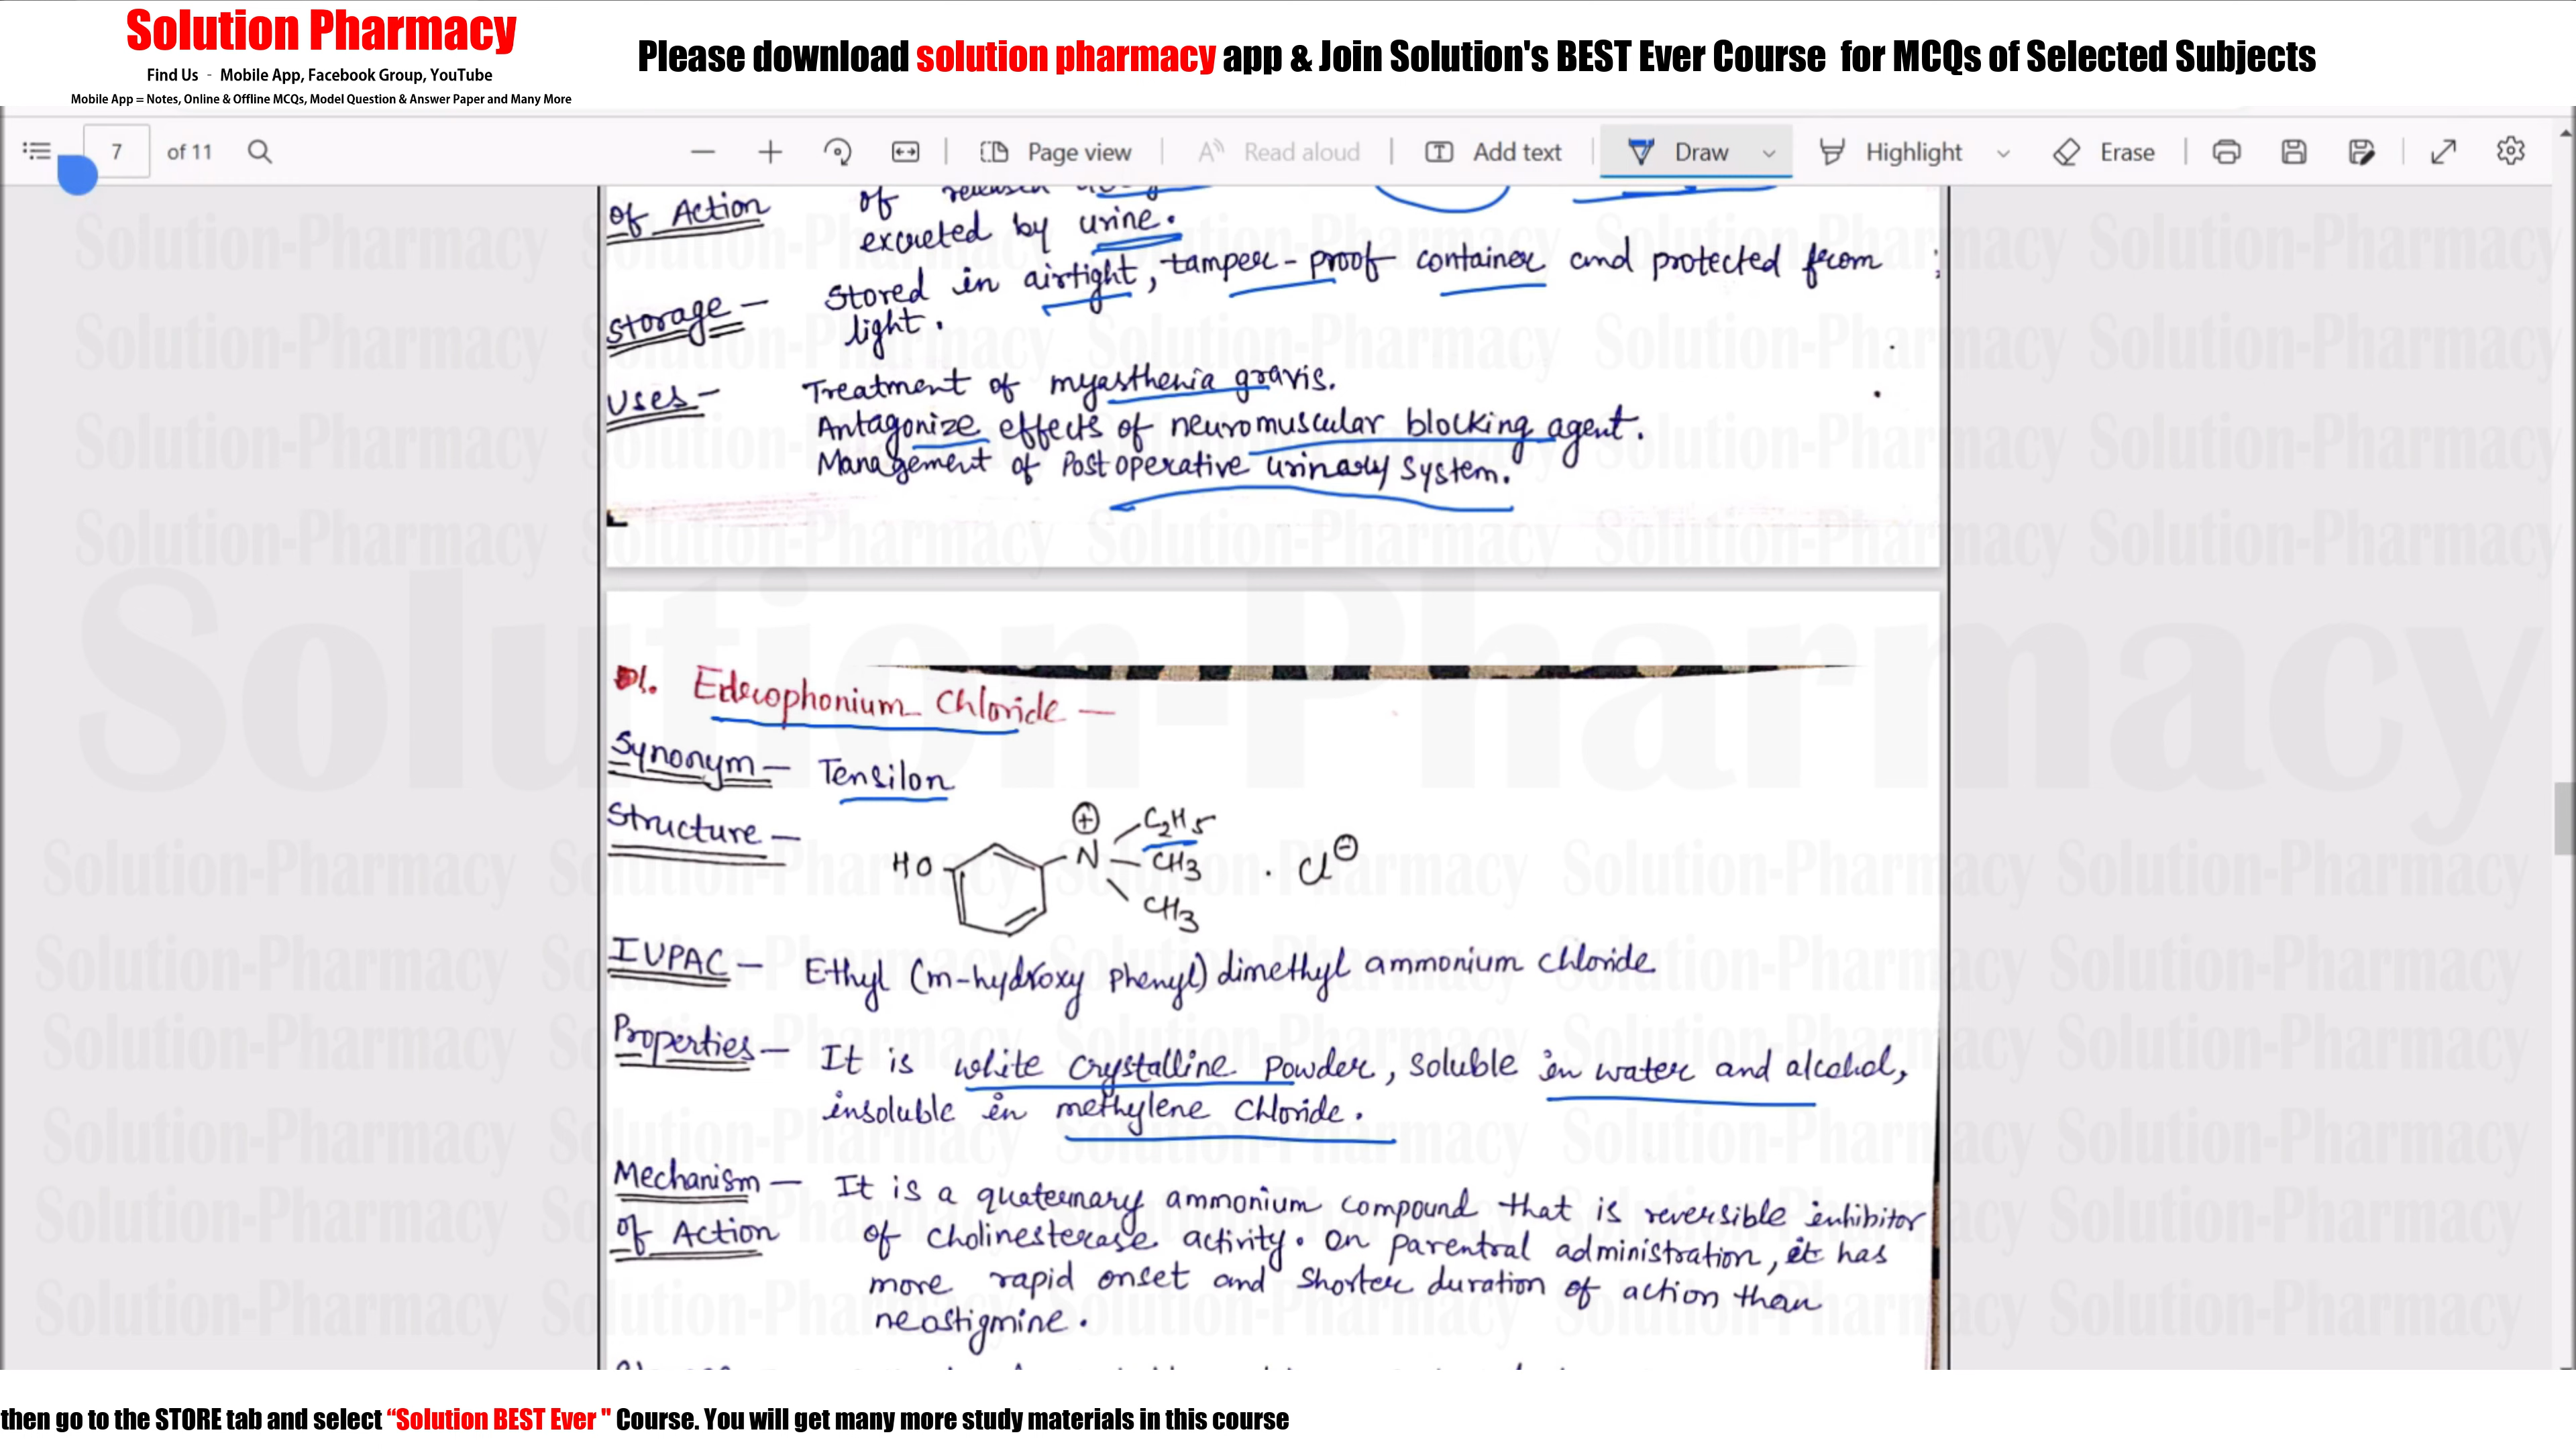 Solution Pharmacy
Find Us - Mobile App, Facebook Group, YouTube
Mobile App = Notes, Online & Offline MCQs, Model Question & Answer Paper and Many More
Please download solution pharmacy app & Join Solution's BEST Ever Course for MCQs of Selected Subjects
7 of 11 Page view Read aloud Add text Draw Highlight Erase
of Action of released
excreted by urine.
Storage - Stored in airtight, tamper-proof container and protected from
light.
Uses - Treatment of myasthenia gravis.
Antagonize effects of neuromuscular blocking agent.
Management of Postoperative urinary system.
Edrophonium Chloride -
Synonym - Tensilon
Structure -
HO N ⊕ C2H5
CH3 . Cl⊖
CH3
IUPAC - Ethyl (m-hydroxy Phenyl) dimethyl ammonium chloride
Properties - It is white Crystalline Powder, soluble in water and alcohol,
insoluble in methylene Chloride.
Mechanism - It is a quaternary ammonium compound that is reversible inhibitor
of Action of cholinesterase activity. On parentral administration, it has
more rapid onset and shorter duration of action than
neostigmine.
then go to the STORE tab and select “Solution BEST Ever " Course. You will get many more study materials in this course
Solution-Pharmacy
Solution-Pharmacy